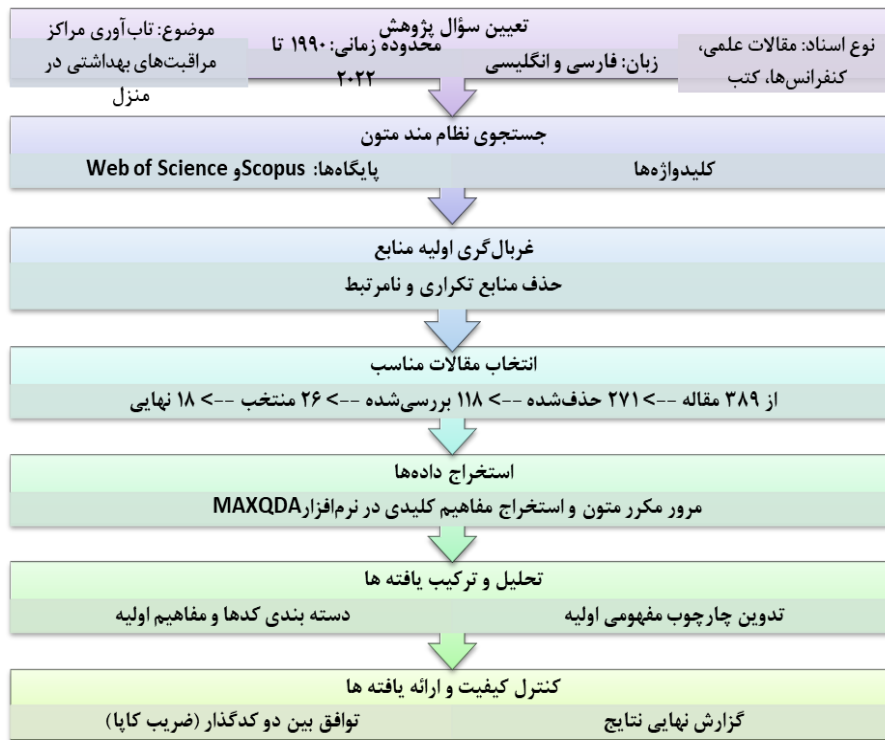 تعیین سؤال پژوهش
نوع اسناد: مقالات علمی،
کنفرانس‌ها، کتب
زبان: فارسی و انگلیسی
محدوده زمانی: ۱۹۹۰ تا
۲۰۲۲
موضوع: تاب‌آوری مراکز
مراقبت‌های بهداشتی در
منزل
جستجوی نظام مند متون
کلیدواژه‌ها
پایگاه‌ها: Scopusو Web of Science
غربال‌گری اولیه منابع
حذف منابع تکراری و نامرتبط
انتخاب مقالات مناسب
از ۳۸۹ مقاله --> ۲۷۱ حذف‌شده --> ۱۱۸ بررسی‌شده --> ۲۶ منتخب --> ۱۸ نهایی
استخراج داده‌ها
مرور مکرر متون و استخراج مفاهیم کلیدی در نرم‌افزارMAXQDA
تحلیل و ترکیب یافته ها
تدوین چارچوب مفهومی اولیه
دسته بندی کدها و مفاهیم اولیه
کنترل کیفیت و ارائه یافته ها
گزارش نهایی نتایج
توافق بین دو کدگذار (ضریب کاپا)